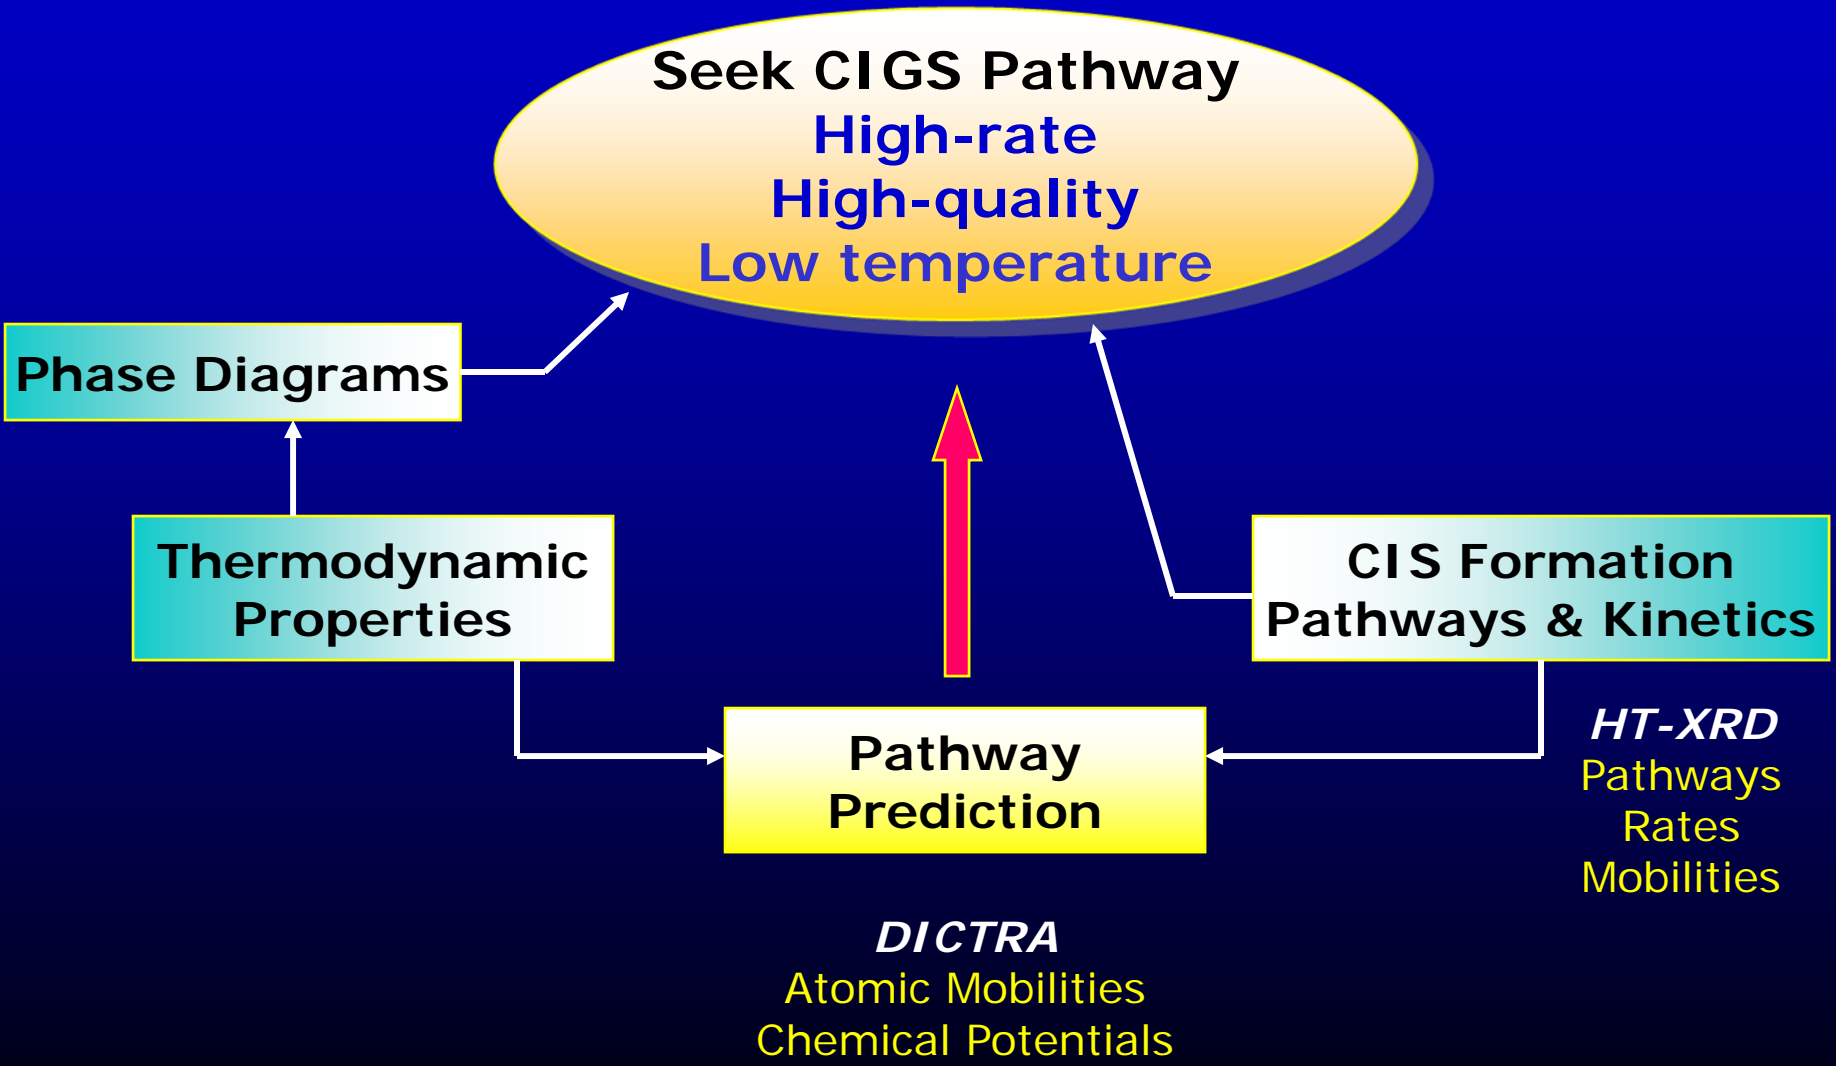 Seek CIGS Pathway
High-rate
High-quality
Low temperature
Phase Diagrams
Thermodynamic
Properties
CIS Formation
Pathways & Kinetics
Pathway
Prediction
HT-XRD
Pathways
Rates
Mobilities
DICTRA
Atomic Mobilities
Chemical Potentials